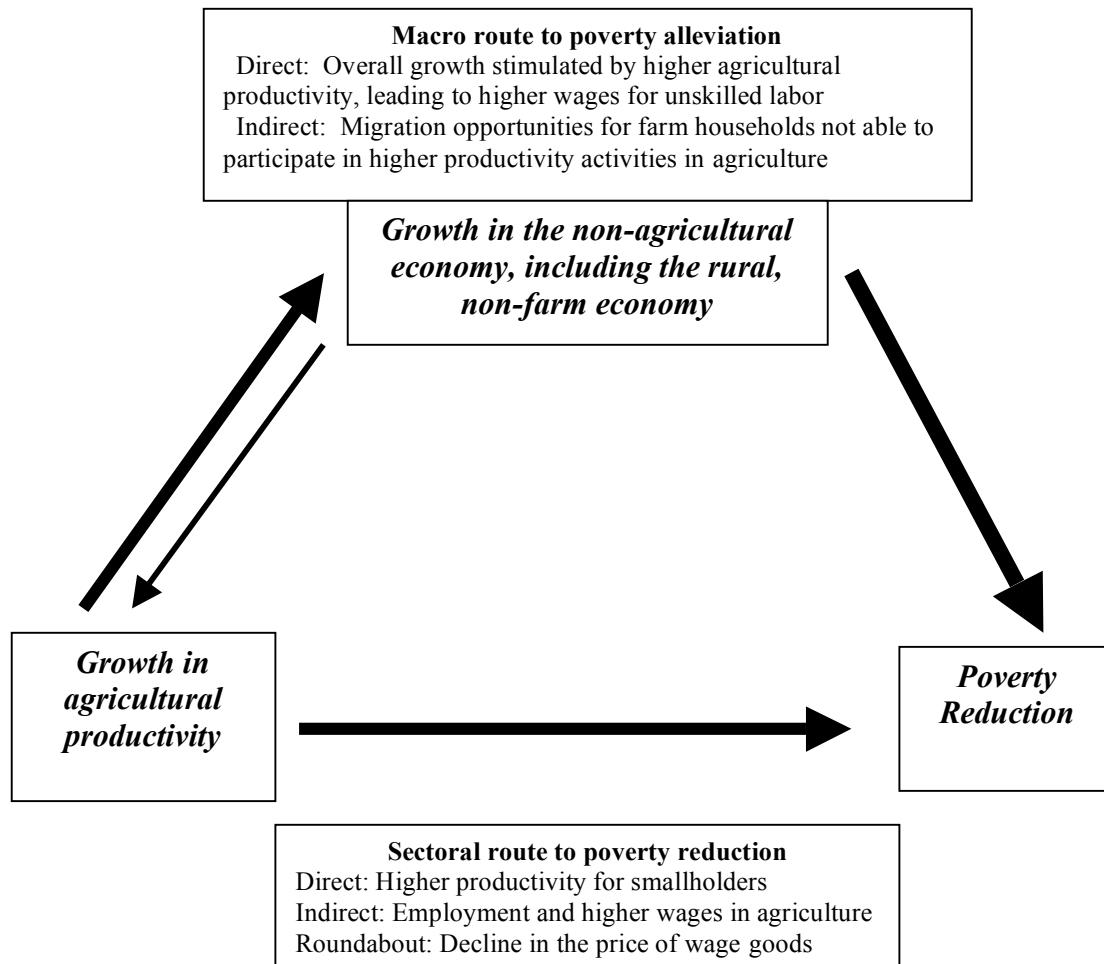 Macro route to poverty alleviation
Direct: Overall growth stimulated by higher agricultural
productivity, leading to higher wages for unskilled labor
Indirect: Migration opportunities for farm households not able to
participate in higher productivity activities in agriculture
Growth in the non-agricultural
economy, including the rural,
non-farm economy
Growth in
agricultural
productivity
Poverty
Reduction
Sectoral route to poverty reduction
Direct: Higher productivity for smallholders
Indirect: Employment and higher wages in agriculture
Roundabout: Decline in the price of wage goods